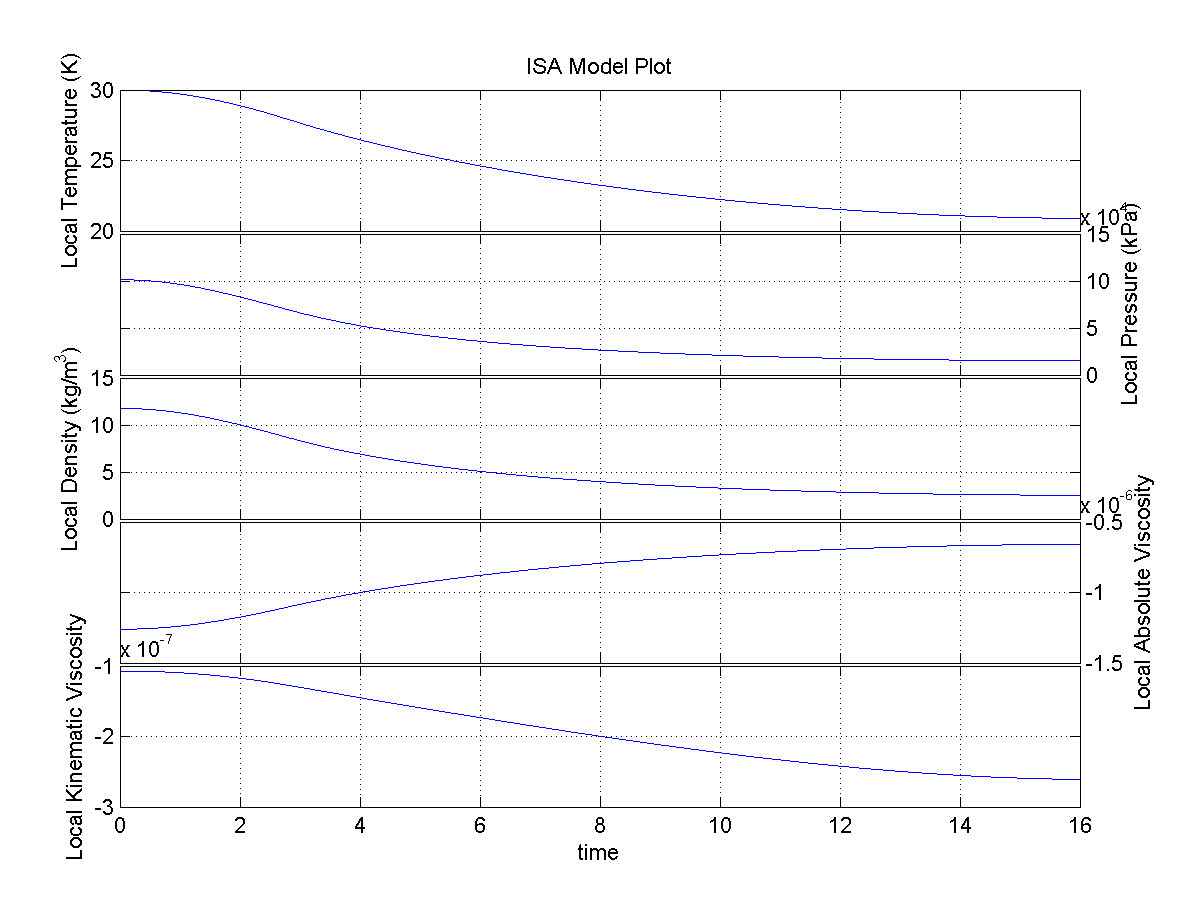 ISA Model Plot
Local Temperature (K)
30
25
20
x 10^4
Local Pressure (kPa)
15
10
5
0
Local Density (kg/m^3)
15
10
5
0
x 10^-6
Local Absolute Viscosity
-0.5
-1
-1.5
x 10^-7
Local Kinematic Viscosity
-1
-2
-3
0 2 4 6 8 10 12 14 16
time